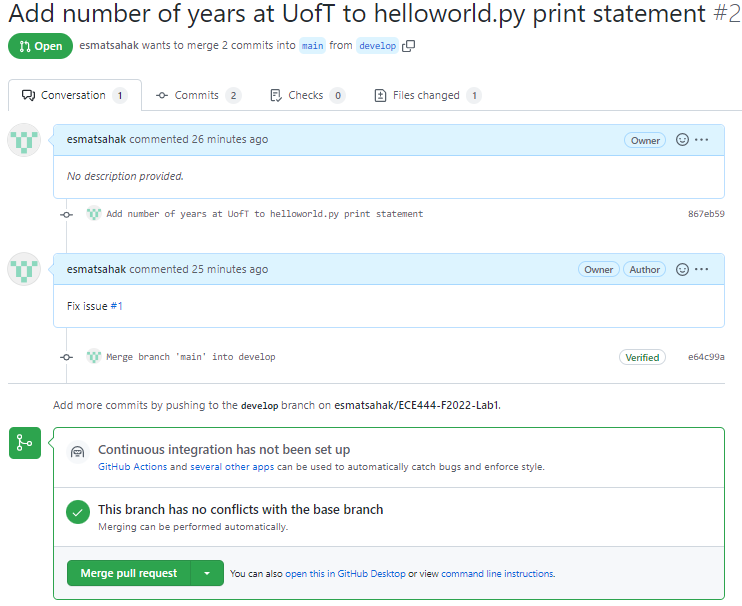 Add number of years at UofT to helloworld.py print statement #2
Open esmatsahak wants to merge 2 commits into main from develop
Conversation 1 Commits 2 Checks 0 Files changed 1
esmatsahak commented 26 minutes ago Owner
No description provided.
Add number of years at UofT to helloworld.py print statement 867eb59
esmatsahak commented 25 minutes ago Owner Author
Fix issue #1
Merge branch 'main' into develop Verified e64c99a
Add more commits by pushing to the develop branch on esmatsahak/ECE444-F2022-Lab1.
Continuous integration has not been set up
GitHub Actions and several other apps can be used to automatically catch bugs and enforce style.
This branch has no conflicts with the base branch
Merging can be performed automatically.
Merge pull request You can also open this in GitHub Desktop or view command line instructions.